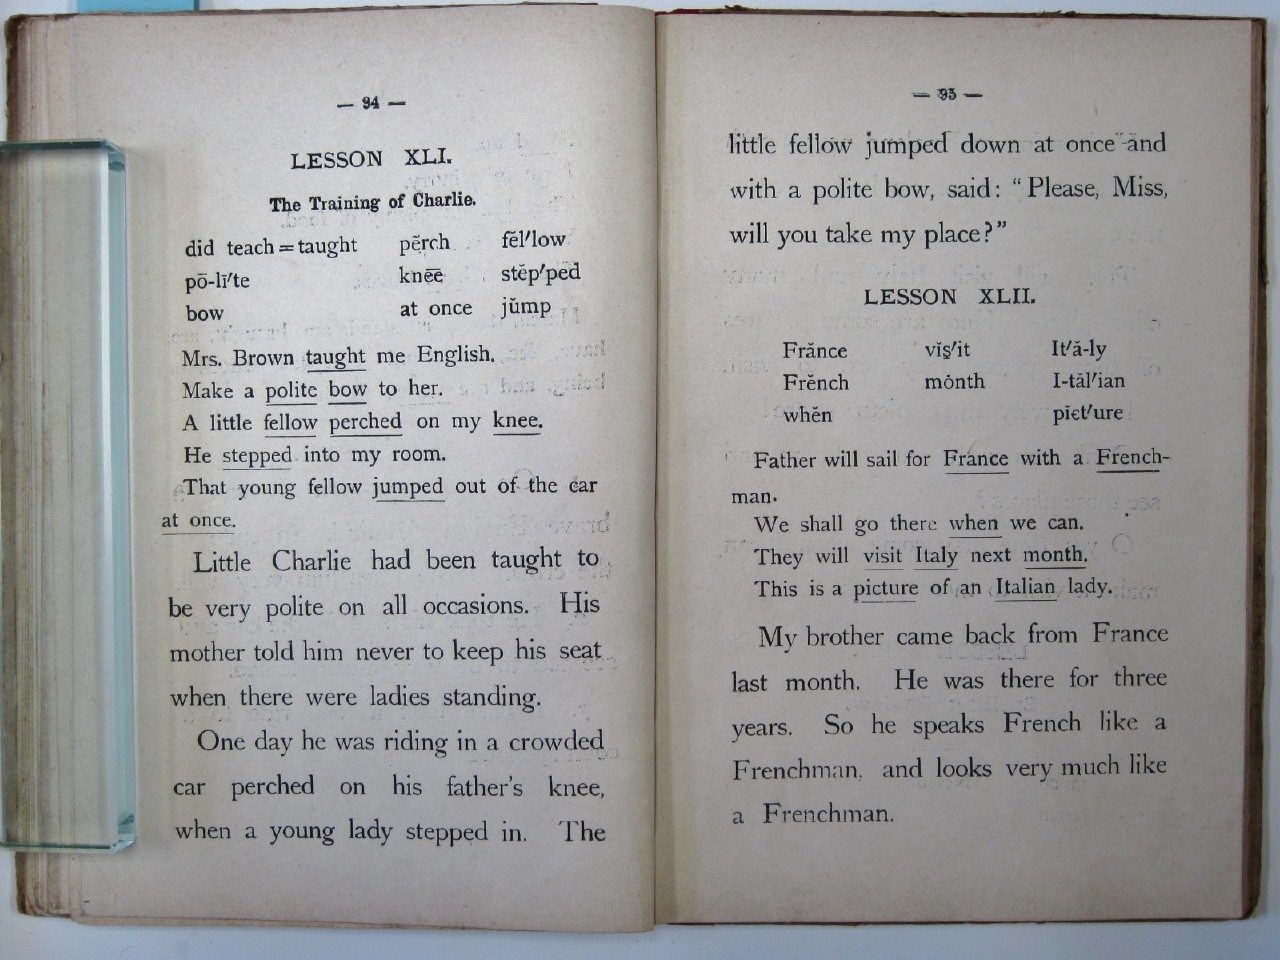 — 94 —
LESSON XLI.
The Training of Charlie.
did teach = taught pẽrch fĕl′low
pō-lī′te knēē stĕp′ped
bow at once jŭmp
Mrs. Brown taught me English.
Make a polite bow to her.
A little fellow perched on my knee.
He stepped into my room.
That young fellow jumped out of the car
at once.
Little Charlie had been taught to
be very polite on all occasions. His
mother told him never to keep his seat
when there were ladies standing.
One day he was riding in a crowded
car perched on his father's knee,
when a young lady stepped in. The
— 95 —
little fellow jumped down at once and
with a polite bow, said: “Please, Miss,
will you take my place?”
LESSON XLII.
Frănce vĭş′it It′ă-ly
Frĕnch mȯnth I-tăl′ian
whĕn pĭct′ure
Father will sail for France with a French-
man.
We shall go there when we can.
They will visit Italy next month.
This is a picture of an Italian lady.
My brother came back from France
last month. He was there for three
years. So he speaks French like a
Frenchman, and looks very much like
a Frenchman.